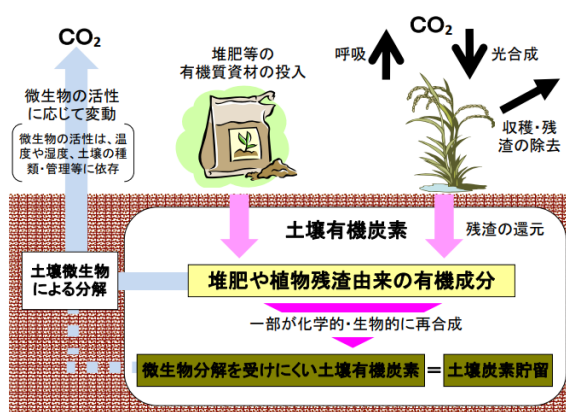 CO2
微生物の活性
に応じて変動
微生物の活性は、温
度や湿度、土壌の種
類・管理等に依存
堆肥等の
有機質資材の投入
呼吸
CO2
光合成
収穫・残
渣の除去
土壌有機炭素
残渣の還元
土壌微生物
による分解
堆肥や植物残渣由来の有機成分
一部が化学的・生物的に再合成
微生物分解を受けにくい土壌有機炭素
=
土壌炭素貯留